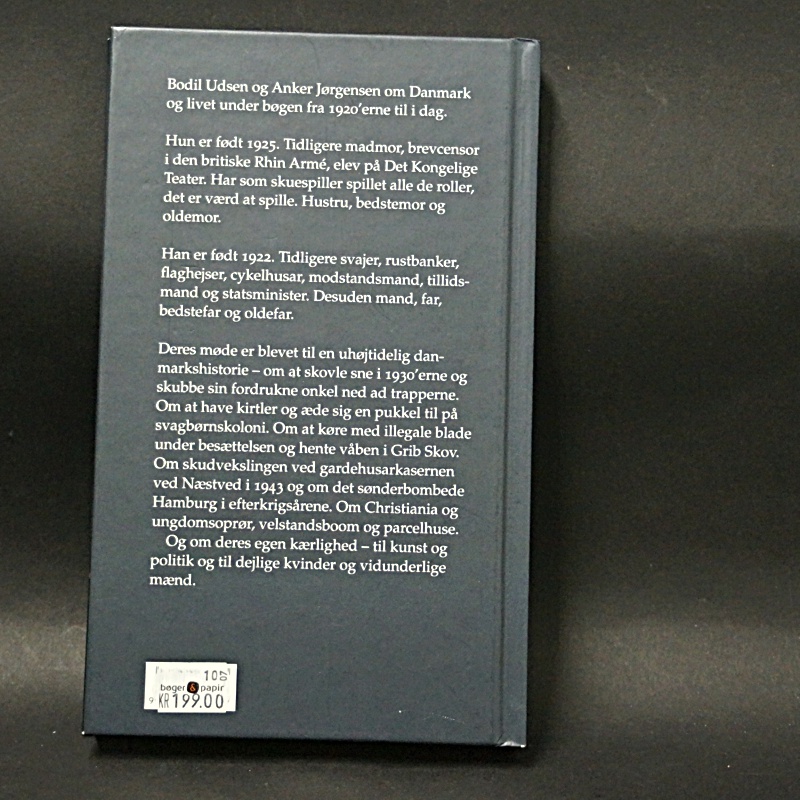 Bodil Udsen og Anker Jørgensen om Danmark
og livet under bøgen fra 1920'erne til i dag.
Hun er født 1925. Tidligere madmor, brevcensor
i den britiske Rhin Armé, elev på Det Kongelige
Teater. Har som skuespiller spillet alle de roller,
det er værd at spille. Hustru, bedstemor og
oldemor.
Han er født 1922. Tidligere svajer, rustbanker,
flaghejser, cykelhusar, modstandsmand, tillids-
mand og statsminister. Desuden mand, far,
bedstefar og oldefar.
Deres møde er blevet til en uhøjtidelig dan-
markshistorie – om at skovle sne i 1930'erne og
skubbe sin fordrukne onkel ned ad trapperne.
Om at have kirtler og æde sig en pukkel til på
svagbørnskoloni. Om at køre med illegale blade
under besættelsen og hente våben i Grib Skov.
Om skudvekslingen ved gardehusarkasernen
ved Næstved i 1943 og om det sønderbombede
Hamburg i efterkrigsårene. Om Christiania og
ungdomsoprør, velstandsboom og parcelhuse.
Og om deres egen kærlighed – til kunst og
politik og til dejlige kvinder og vidunderlige
mænd.
10 07
bøger & papir
KR 199.00